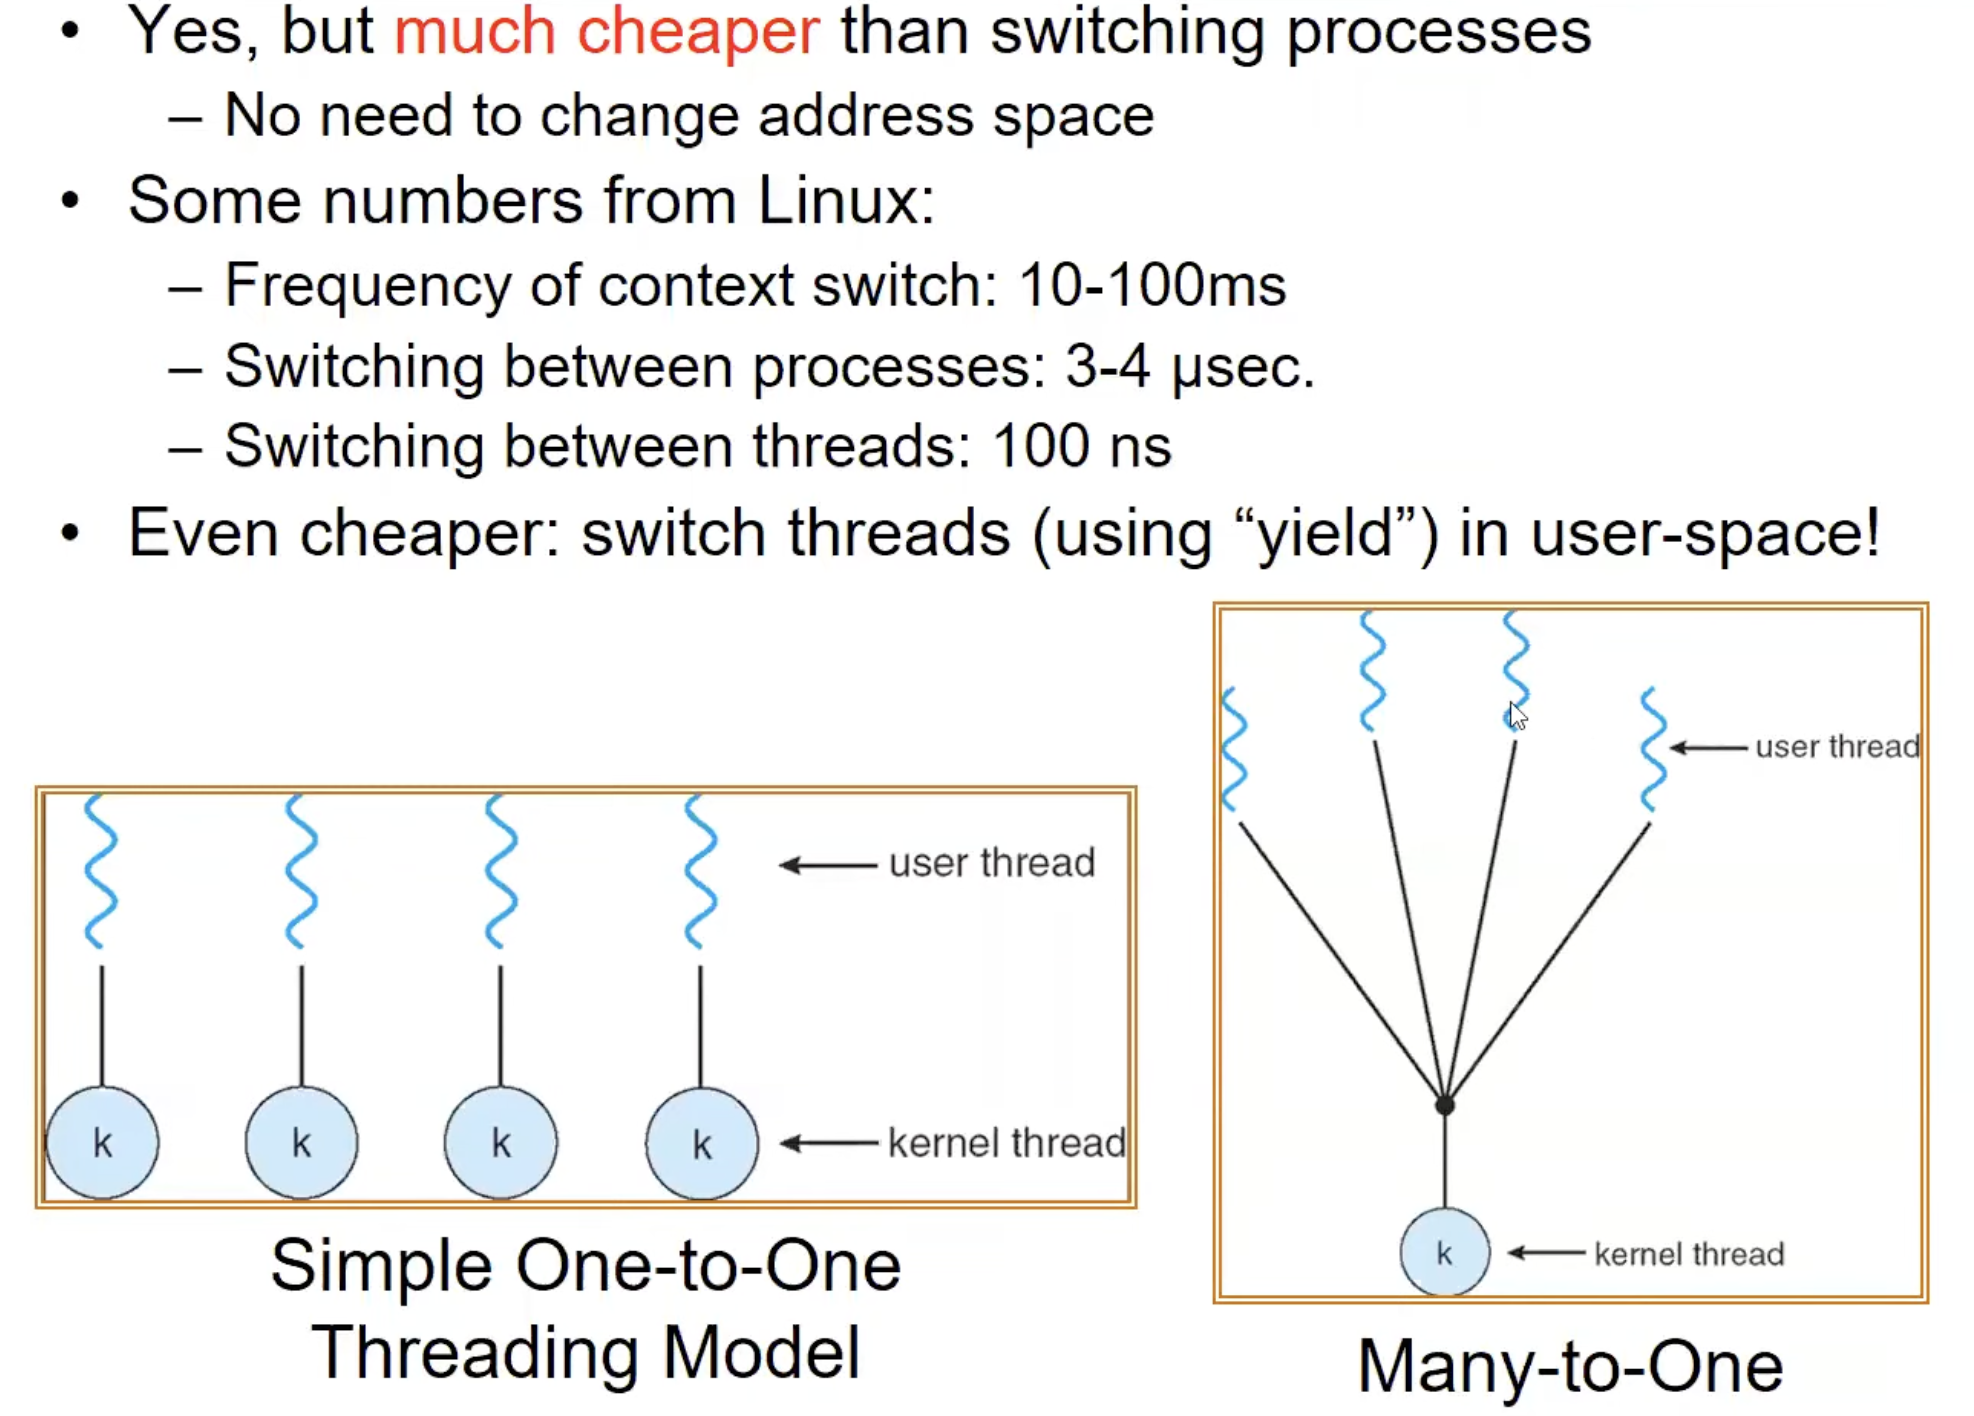 • Yes, but much cheaper than switching processes
– No need to change address space
• Some numbers from Linux:
– Frequency of context switch: 10-100ms
– Switching between processes: 3-4 μsec.
– Switching between threads: 100 ns
• Even cheaper: switch threads (using “yield”) in user-space!
user thread
k k k k kernel thread
Simple One-to-One
Threading Model
user thread
k kernel thread
Many-to-One